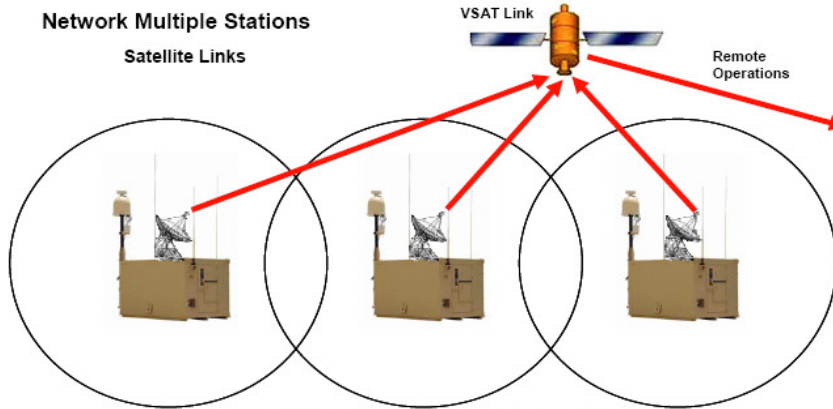 Network Multiple Stations
Satellite Links
VSAT Link
Remote
Operations